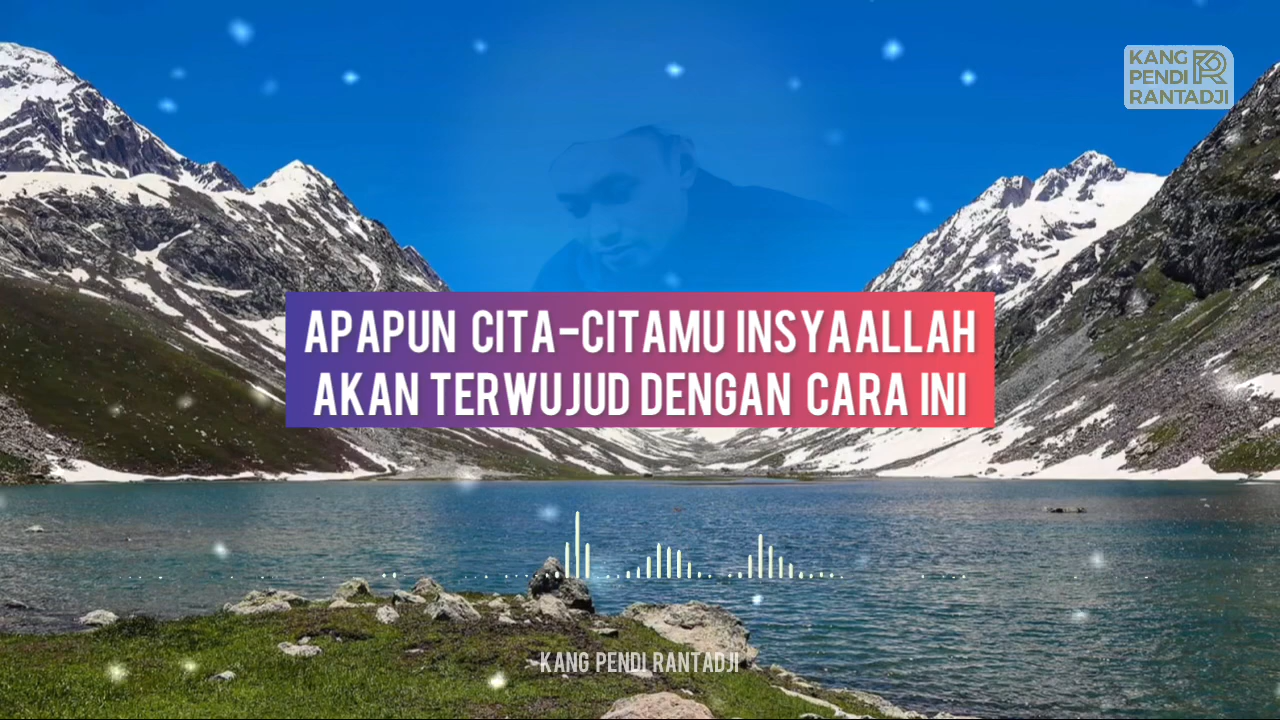 KANG
PENDI
RANTADJI
APAPUN CITA-CITAMU INSYAALLAH
AKAN TERWUJUD DENGAN CARA INI
KANG PENDI RANTADJI